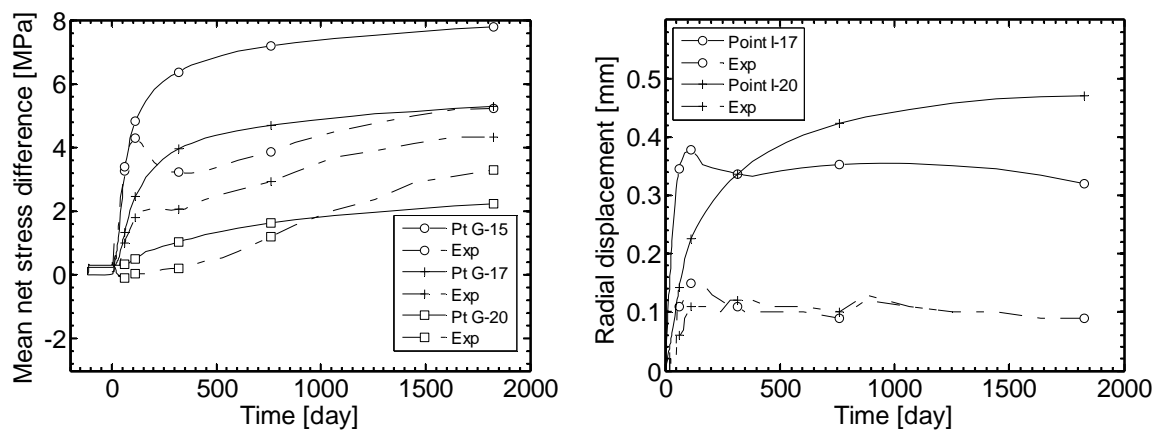 Mean net stress difference [MPa]
8
6
4
2
0
-2
0
500
1000
1500
2000
Time [day]
Pt G-15
Exp
Pt G-17
Exp
Pt G-20
Exp
Radial displacement [mm]
0.5
0.4
0.3
0.2
0.1
0
0
500
1000
1500
2000
Time [day]
Point I-17
Exp
Point I-20
Exp